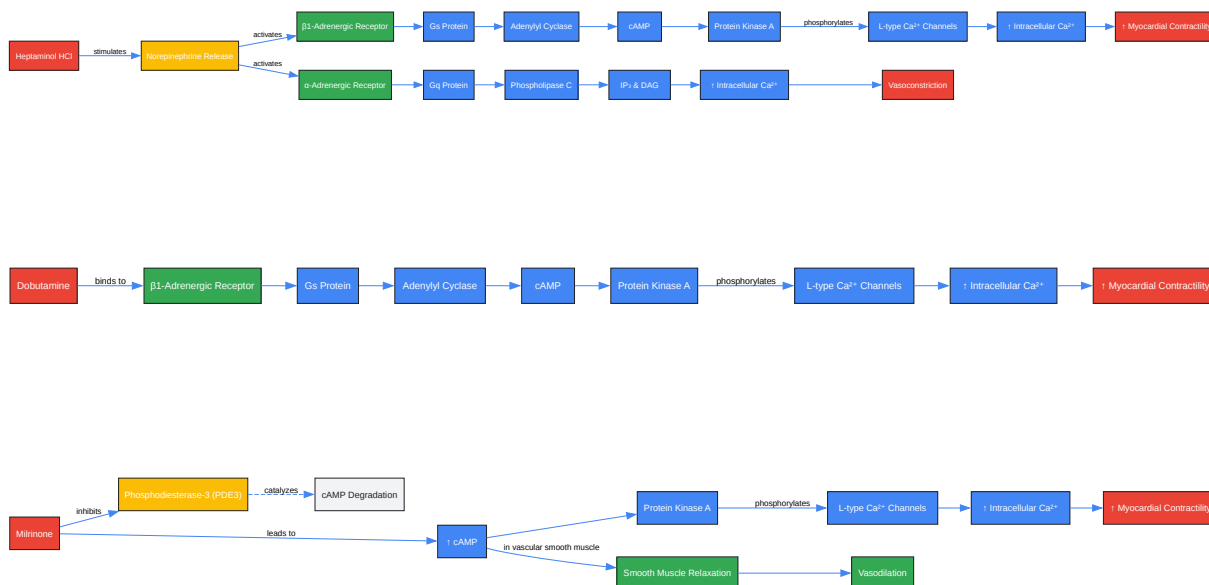 Heptaminol HCl
stimulates
Norepinephrine Release
activates
β1-Adrenergic Receptor
Gs Protein
Adenylyl Cyclase
cAMP
Protein Kinase A
phosphorylates
L-type Ca²⁺ Channels
↑ Intracellular Ca²⁺
↑ Myocardial Contractility
activates
α-Adrenergic Receptor
Gq Protein
Phospholipase C
IP₃ & DAG
↑ Intracellular Ca²⁺
Vasoconstriction
Dobutamine
binds to
β1-Adrenergic Receptor
Gs Protein
Adenylyl Cyclase
cAMP
Protein Kinase A
phosphorylates
L-type Ca²⁺ Channels
↑ Intracellular Ca²⁺
↑ Myocardial Contractility
Milrinone
inhibits
Phosphodiesterase-3 (PDE3)
catalyzes
cAMP Degradation
leads to
↑ cAMP
Protein Kinase A
phosphorylates
L-type Ca²⁺ Channels
↑ Intracellular Ca²⁺
↑ Myocardial Contractility
in vascular smooth muscle
Smooth Muscle Relaxation
Vasodilation